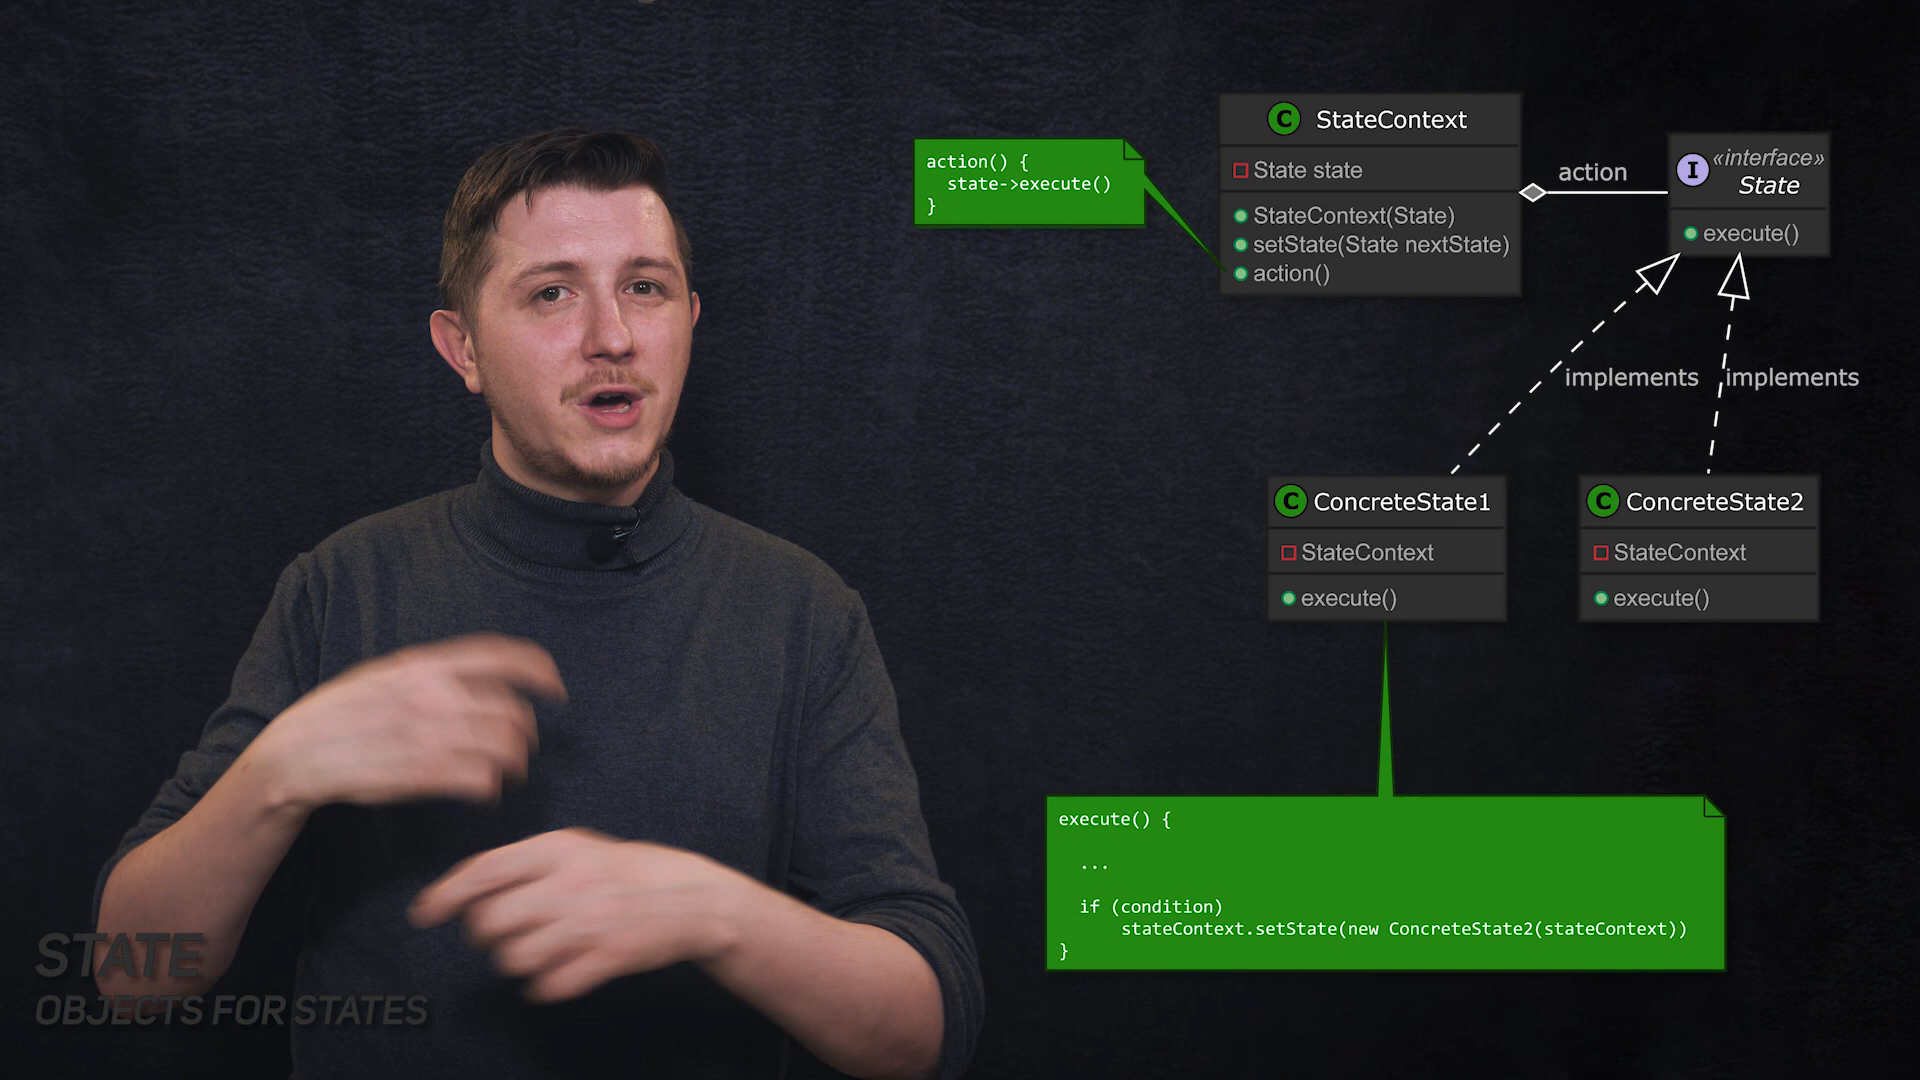 action() {
state->execute()
}
C StateContext
State state
StateContext(State)
setState(State nextState)
action()
action
I «interface»
State
execute()
implements
implements
C ConcreteState1
StateContext
execute()
C ConcreteState2
StateContext
execute()
execute() {
...
if (condition)
stateContext.setState(new ConcreteState2(stateContext))
}
STATE
OBJECTS FOR STATES